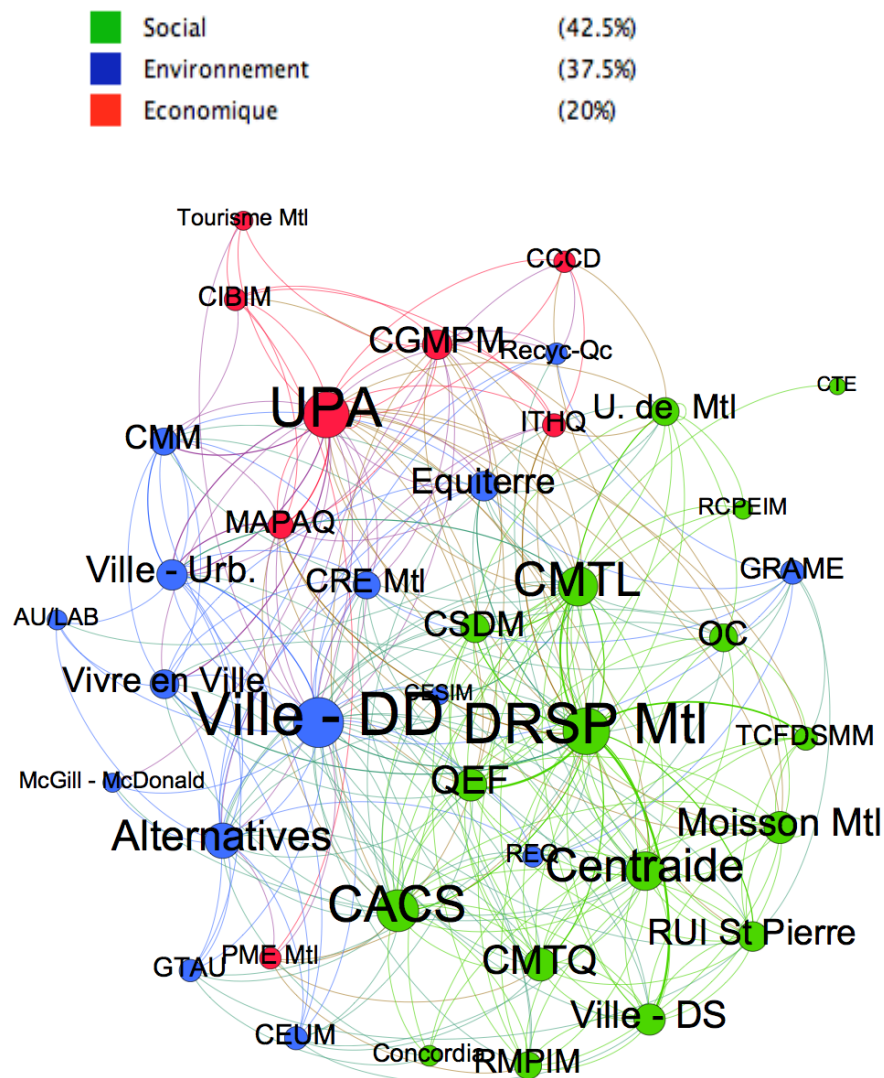 Social (42.5%)
Environnement (37.5%)
Economique (20%)
Tourisme Mtl
CCCD
CIBIM
CGMPM
Recyc-Qc
CTE
UPA
U. de Mtl
ITHQ
CMM
Equiterre
RCPEIM
MAPAQ
Ville - Urb.
CRE Mtl
CMTL
GRAME
AU/LAB
CSDM
OC
Vivre en Ville
CESIM
Ville - DD
DRSP Mtl
TCFDSMM
McGill - McDonald
QEF
Alternatives
Moisson Mtl
REQ
Centraide
CACS
RUI St Pierre
GTAU
PME Mtl
CMTQ
Ville - DS
CEUM
Concordia
RMPIM